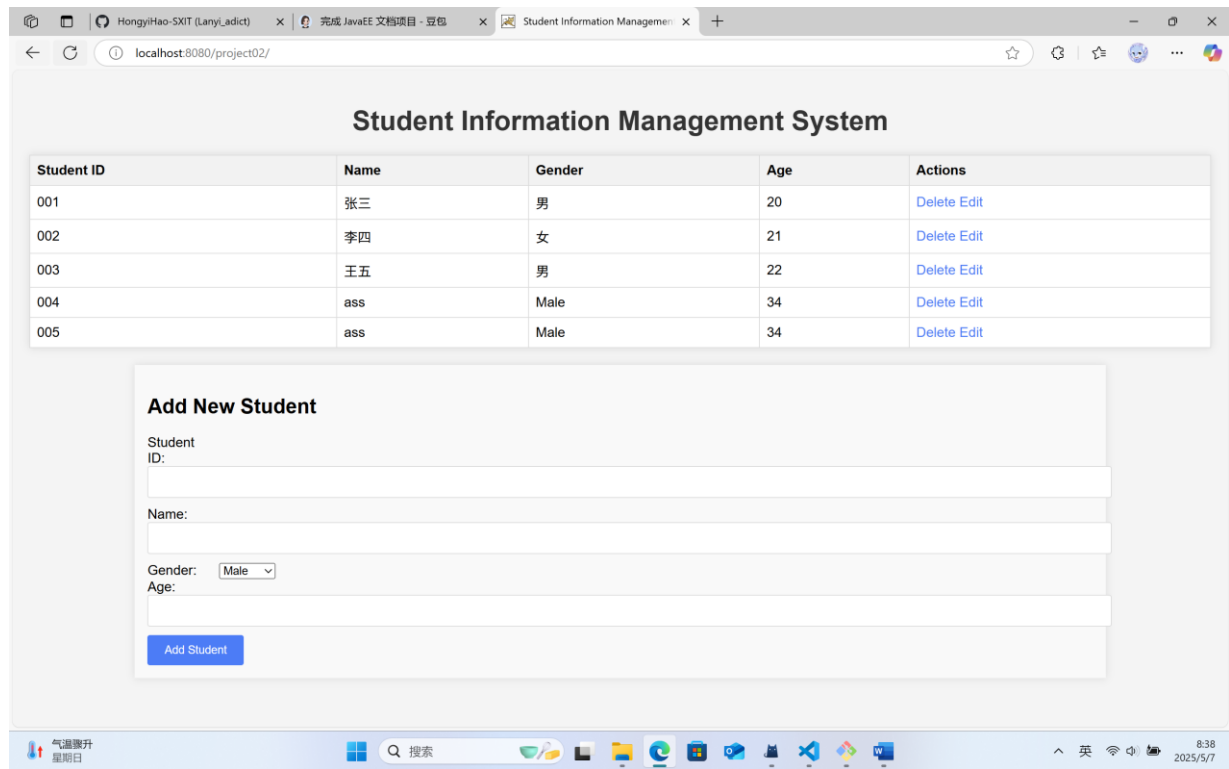 HongyiHao-SXIT (Lanyi_adict)
完成 JavaEE 文档项目 - 豆包
Student Information Managemen
localhost:8080/project02/
Student Information Management System
Student ID Name Gender Age Actions
001 张三 男 20 Delete Edit
002 李四 女 21 Delete Edit
003 王五 男 22 Delete Edit
004 ass Male 34 Delete Edit
005 ass Male 34 Delete Edit
Add New Student
Student
ID:
Name:
Gender: Male
Age:
Add Student
气温骤升
星期日
搜索
英
8:38
2025/5/7